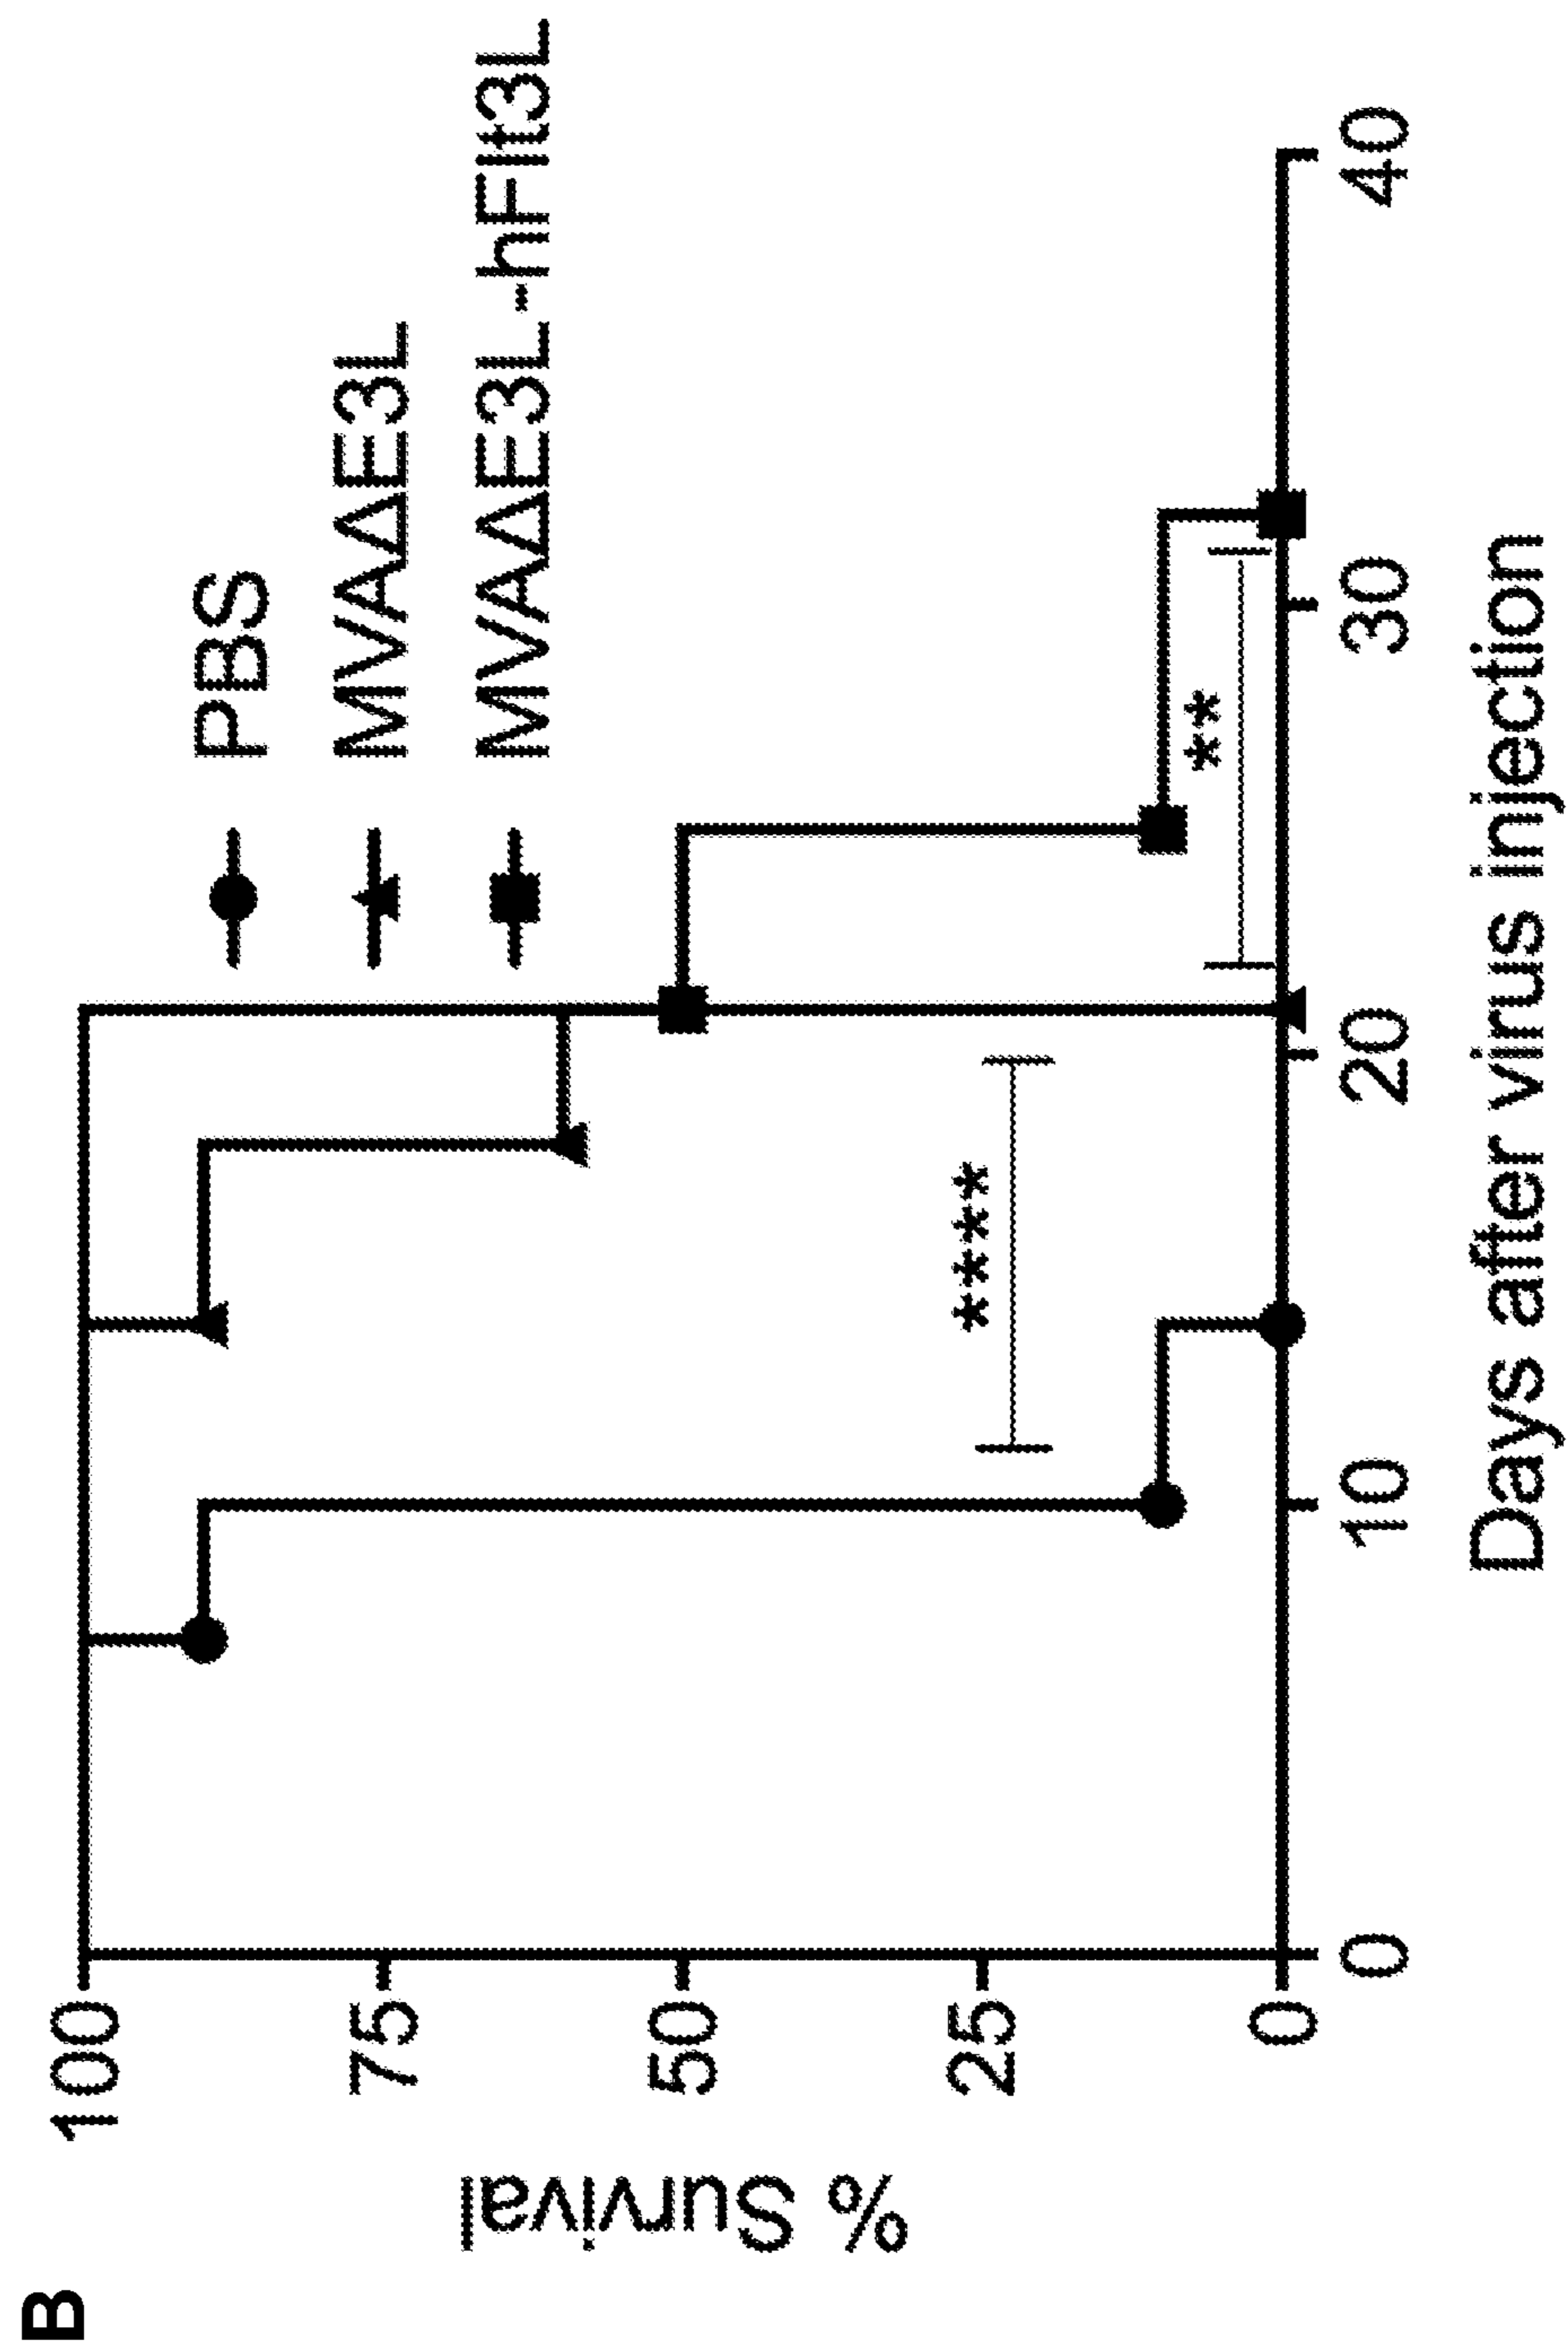 B
PBS
MVAΔE3L
MVAΔE3L-hFlt3L
% Survival
100
75
50
25
0
****
**
0
10
20
30
40
Days after virus injection